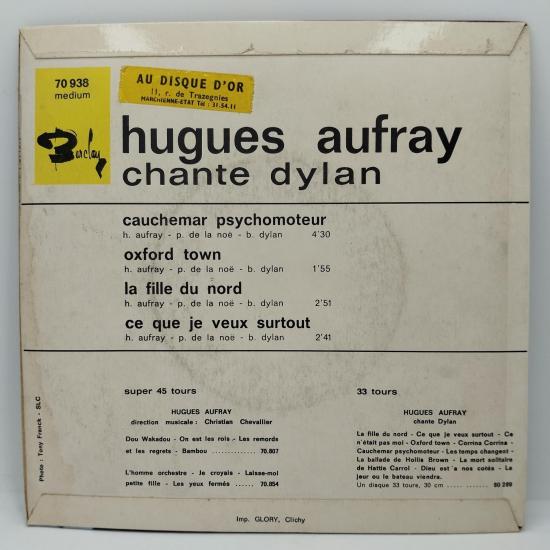 70 938
medium
Barclay
AU DISQUE D'OR
11, r. de Trazegnies
MARCHIENNE-ETAT Tél : 31.54.11
hugues aufray
chante dylan
cauchemar psychomoteur
h. aufray - p. de la noë - b. dylan 4'30
oxford town
h. aufray - p. de la noë - b. dylan 1'55
la fille du nord
h. aufray - p. de la noë - b. dylan 2'51
ce que je veux surtout
h. aufray - p. de la noë - b. dylan 2'41
super 45 tours
HUGUES AUFRAY
direction musicale : Christian Chevallier
Dou Wakadou - On est les rois - Les remords
et les regrets - Bambou .............. 70.807
L'homme orchestre - Je croyais - Laisse-moi
petite fille - Les yeux fermés ...... 70.854
33 tours
HUGUES AUFRAY
chante Dylan
La fille du nord - Ce que je veux surtout - Ce
n'était pas moi - Oxford town - Corrina Corrina -
Cauchemar psychomoteur - Les temps changent -
La ballade de Hollis Brown - La mort solitaire
de Hattie Carrol - Dieu est'a nos cotés - Le
jour ou le bateau viendra.
Un disque 33 toure, 30 cm .... .......... 80 289
Photo : Tony Franck - SLC
Imp. GLORY, Clichy